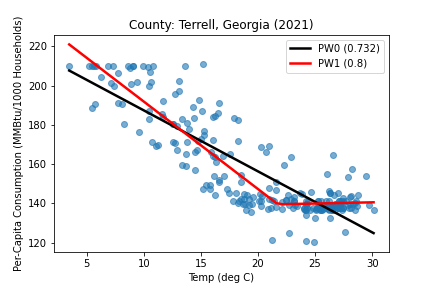 County: Terrell, Georgia (2021)
Per-Capita Consumption (MMBtu/1000 Households)
220
200
180
160
140
120
PW0 (0.732)
PW1 (0.8)
5 10 15 20 25 30
Temp (deg C)